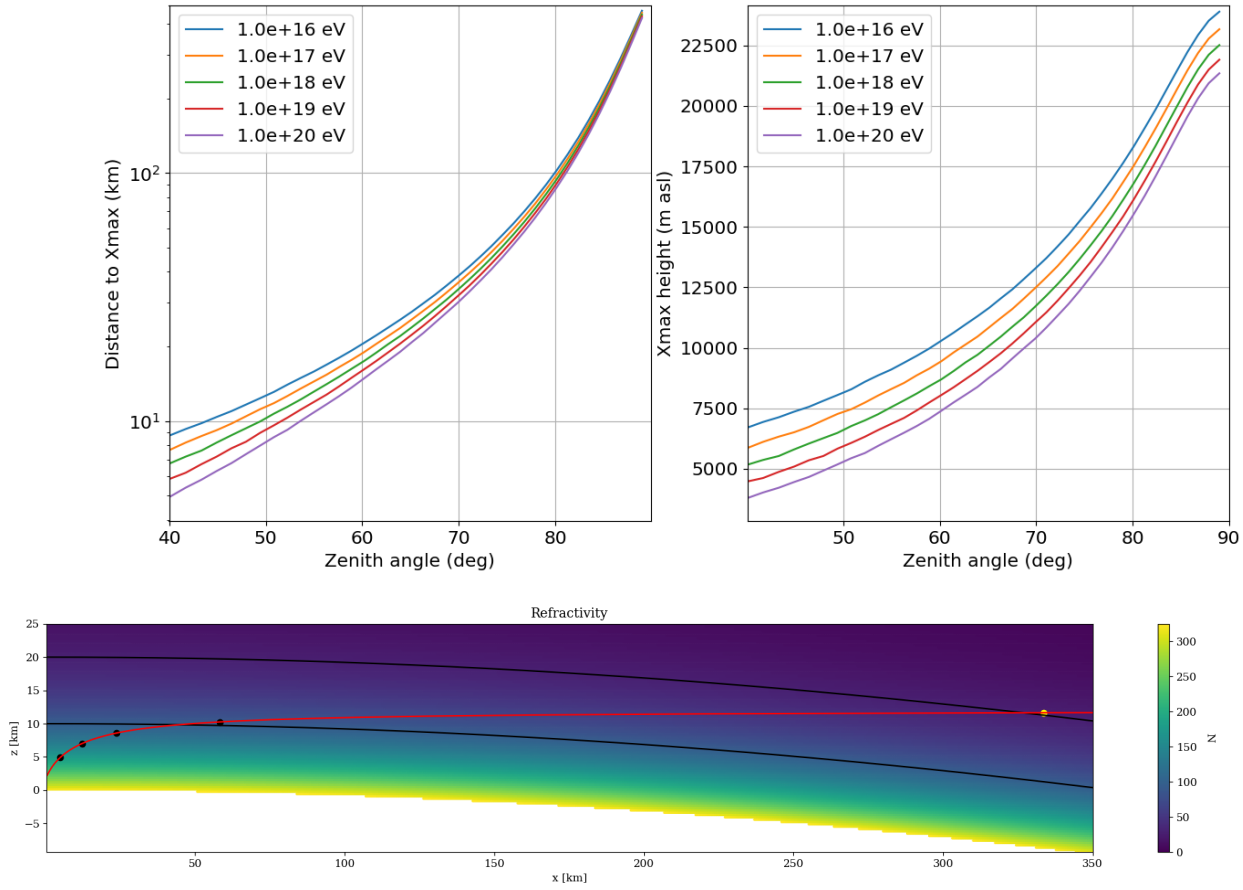 1.0e+16 eV
1.0e+17 eV
1.0e+18 eV
1.0e+19 eV
1.0e+20 eV
10²
10¹
Distance to Xmax (km)
40 50 60 70 80
Zenith angle (deg)
1.0e+16 eV
1.0e+17 eV
1.0e+18 eV
1.0e+19 eV
1.0e+20 eV
22500
20000
17500
15000
12500
10000
7500
5000
Xmax height (m asl)
50 60 70 80 90
Zenith angle (deg)
Refractivity
25
20
15
10
5
0
−5
z [km]
50 100 150 200 250 300 350
x [km]
300
250
200
150
100
50
0
N